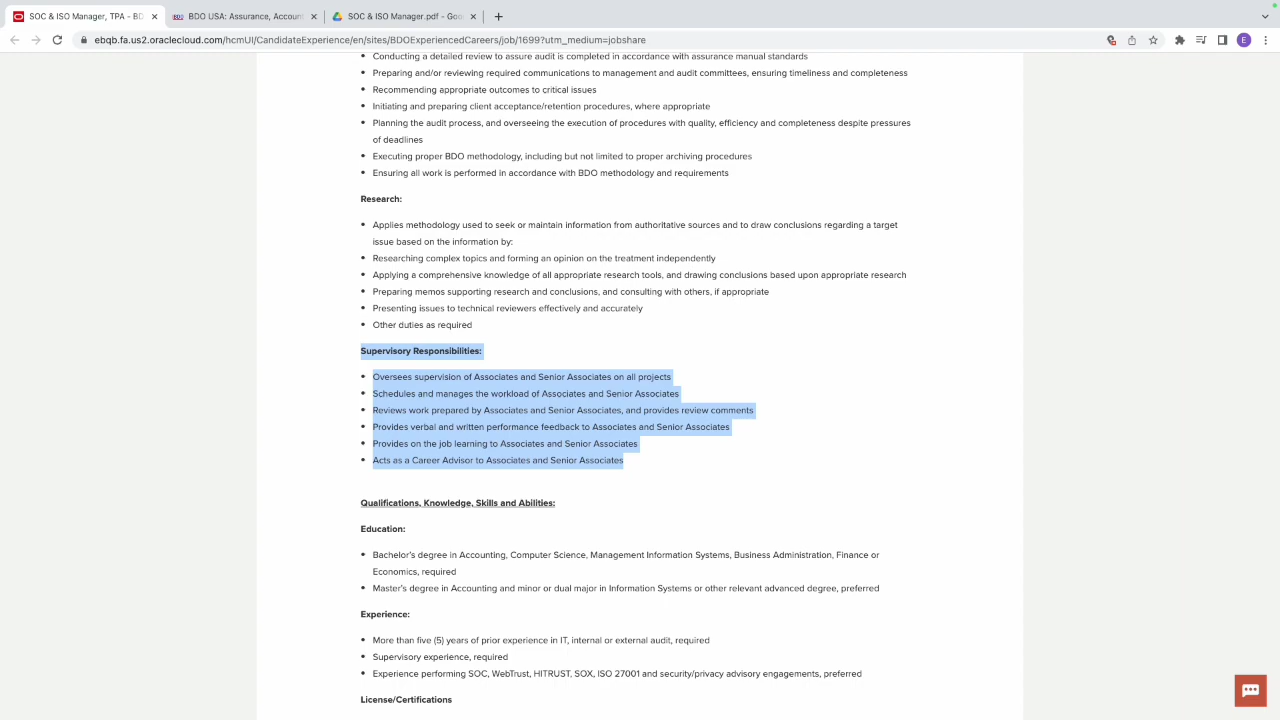 SOC & ISO Manager, TPA - BD
BDO USA: Assurance, Account
SOC & ISO Manager.pdf - Goo
ebqb.fa.us2.oraclecloud.com/hcmUI/CandidateExperience/en/sites/BDOExperiencedCareers/job/1699?utm_medium=jobshare
E
• Conducting a detailed review to assure audit is completed in accordance with assurance manual standards
• Preparing and/or reviewing required communications to management and audit committees, ensuring timeliness and completeness
• Recommending appropriate outcomes to critical issues
• Initiating and preparing client acceptance/retention procedures, where appropriate
• Planning the audit process, and overseeing the execution of procedures with quality, efficiency and completeness despite pressures
of deadlines
• Executing proper BDO methodology, including but not limited to proper archiving procedures
• Ensuring all work is performed in accordance with BDO methodology and requirements
Research:
• Applies methodology used to seek or maintain information from authoritative sources and to draw conclusions regarding a target
issue based on the information by:
• Researching complex topics and forming an opinion on the treatment independently
• Applying a comprehensive knowledge of all appropriate research tools, and drawing conclusions based upon appropriate research
• Preparing memos supporting research and conclusions, and consulting with others, if appropriate
• Presenting issues to technical reviewers effectively and accurately
• Other duties as required
Supervisory Responsibilities:
• Oversees supervision of Associates and Senior Associates on all projects
• Schedules and manages the workload of Associates and Senior Associates
• Reviews work prepared by Associates and Senior Associates, and provides review comments
• Provides verbal and written performance feedback to Associates and Senior Associates
• Provides on the job learning to Associates and Senior Associates
• Acts as a Career Advisor to Associates and Senior Associates
Qualifications, Knowledge, Skills and Abilities:
Education:
• Bachelor's degree in Accounting, Computer Science, Management Information Systems, Business Administration, Finance or
Economics, required
• Master's degree in Accounting and minor or dual major in Information Systems or other relevant advanced degree, preferred
Experience:
• More than five (5) years of prior experience in IT, internal or external audit, required
• Supervisory experience, required
• Experience performing SOC, WebTrust, HITRUST, SOX, ISO 27001 and security/privacy advisory engagements, preferred
License/Certifications